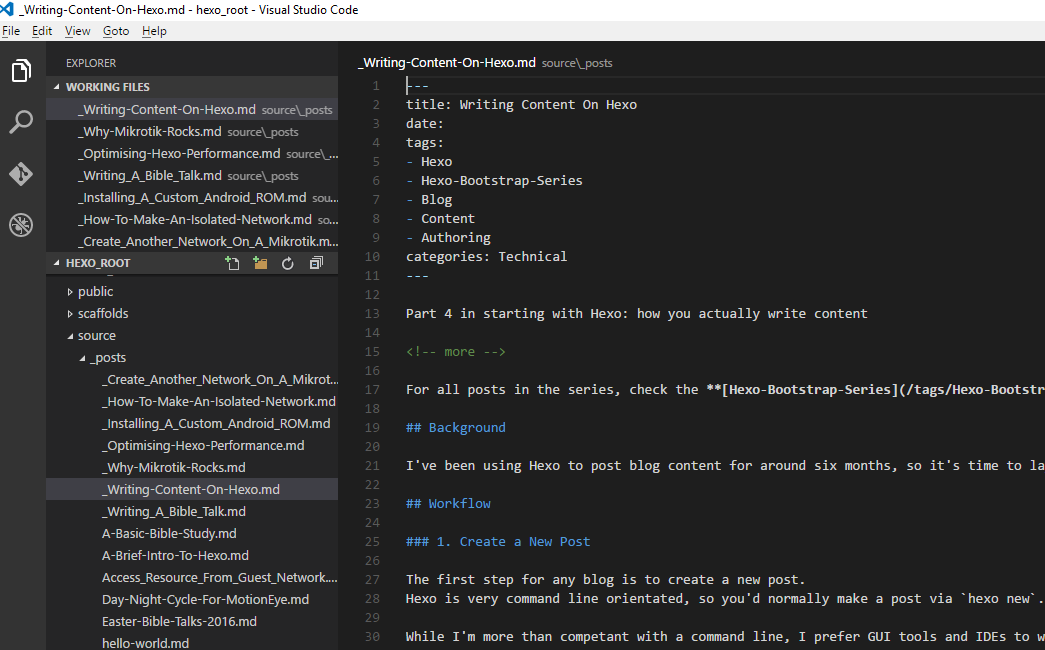 _Writing-Content-On-Hexo.md - hexo_root - Visual Studio Code
File Edit View Goto Help
EXPLORER
WORKING FILES
_Writing-Content-On-Hexo.md source\_posts
_Why-Mikrotik-Rocks.md source\_posts
_Optimising-Hexo-Performance.md source\_...
_Writing_A_Bible_Talk.md source\_posts
_Installing_A_Custom_Android_ROM.md sou...
_How-To-Make-An-Isolated-Network.md so...
_Create_Another_Network_On_A_Mikrotik.m...
HEXO_ROOT
public
scaffolds
source
_posts
_Create_Another_Network_On_A_Mikrot...
_How-To-Make-An-Isolated-Network.md
_Installing_A_Custom_Android_ROM.md
_Optimising-Hexo-Performance.md
_Why-Mikrotik-Rocks.md
_Writing-Content-On-Hexo.md
_Writing_A_Bible_Talk.md
A-Basic-Bible-Study.md
A-Brief-Intro-To-Hexo.md
Access_Resource_From_Guest_Network....
Day-Night-Cycle-For-MotionEye.md
Easter-Bible-Talks-2016.md
hello-world.md
_Writing-Content-On-Hexo.md source\_posts
1 ---
2 title: Writing Content On Hexo
3 date:
4 tags:
5 - Hexo
6 - Hexo-Bootstrap-Series
7 - Blog
8 - Content
9 - Authoring
10 categories: Technical
11 ---
12
13 Part 4 in starting with Hexo: how you actually write content
14
15 <!-- more -->
16
17 For all posts in the series, check the **[Hexo-Bootstrap-Series](/tags/Hexo-Bootstr
18
19 ## Background
20
21 I've been using Hexo to post blog content for around six months, so it's time to la
22
23 ## Workflow
24
25 ### 1. Create a New Post
26
27 The first step for any blog is to create a new post.
28 Hexo is very command line orientated, so you'd normally make a post via `hexo new`.
29
30 While I'm more than competant with a command line, I prefer GUI tools and IDEs to w